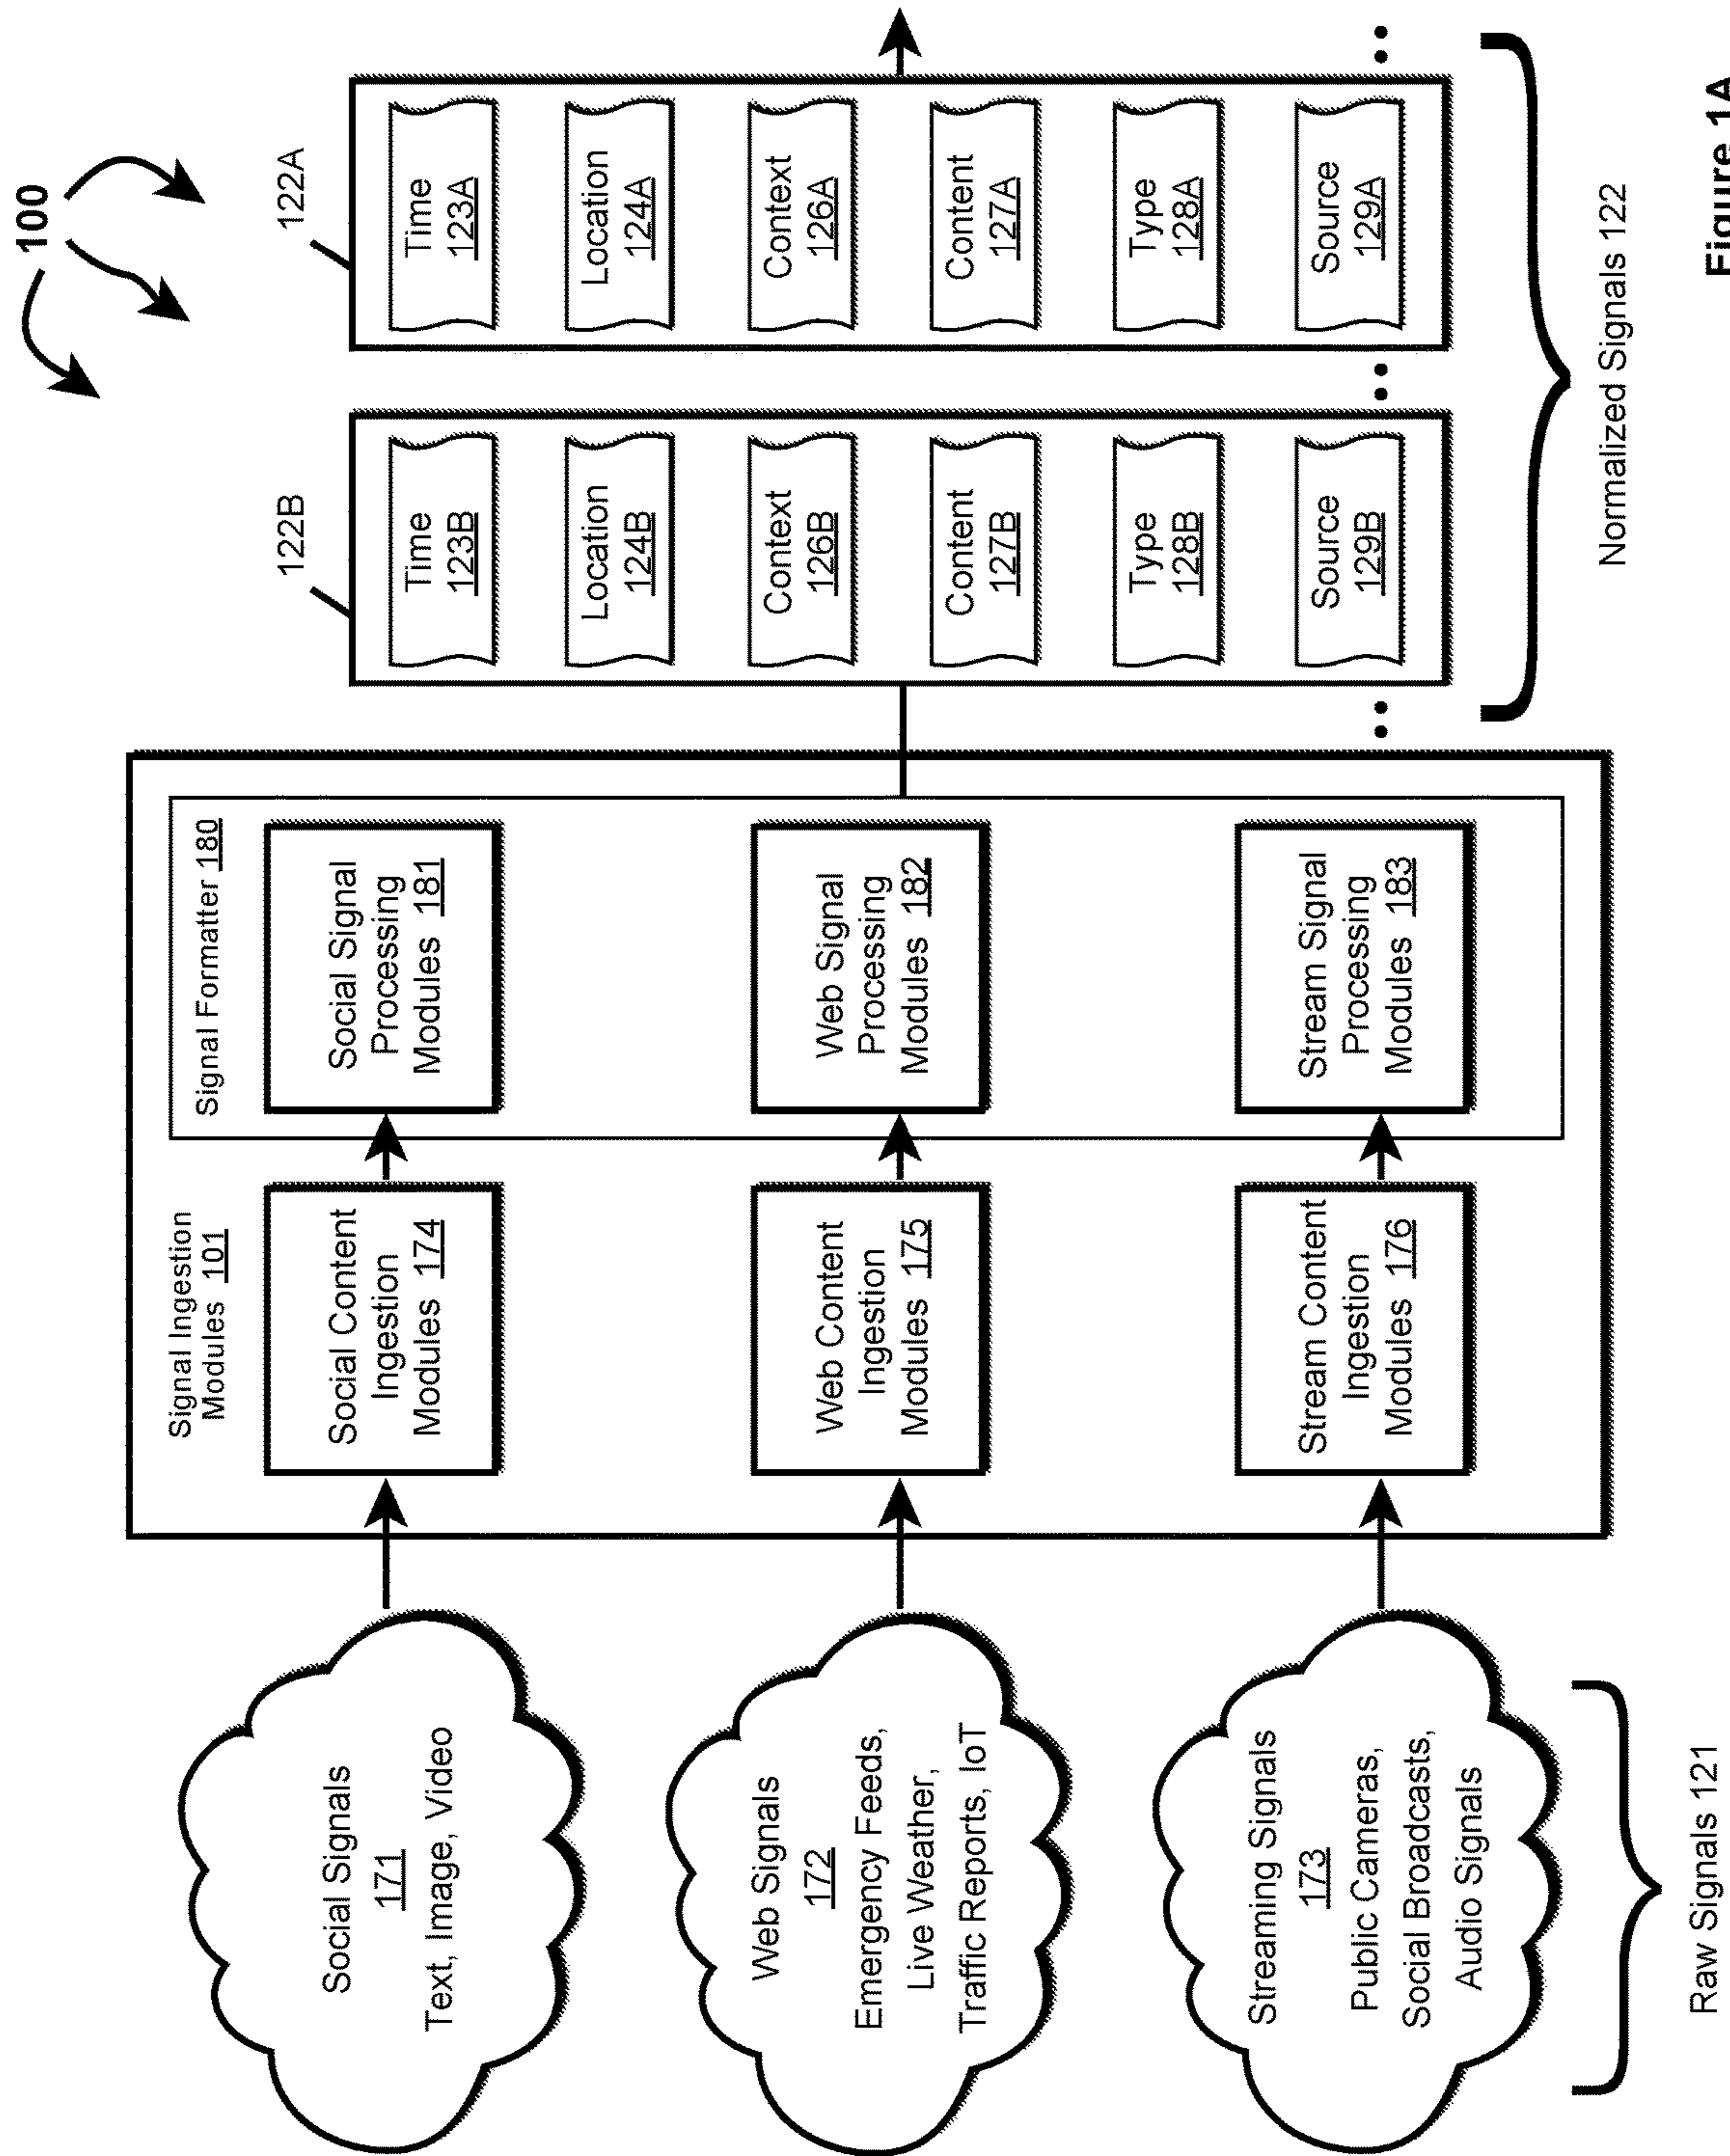 100
Social Signals
171
Text, Image, Video
Web Signals
172
Emergency Feeds,
Live Weather,
Traffic Reports, IoT
Streaming Signals
173
Public Cameras,
Social Broadcasts,
Audio Signals
Raw Signals 121
Signal Ingestion
Modules 101
Social Content
Ingestion
Modules 174
Web Content
Ingestion
Modules 175
Stream Content
Ingestion
Modules 176
Signal Formatter 180
Social Signal
Processing
Modules 181
Web Signal
Processing
Modules 182
Stream Signal
Processing
Modules 183
122B
Time
123B
Location
124B
Context
126B
Content
127B
Type
128B
Source
129B
122A
Time
123A
Location
124A
Context
126A
Content
127A
Type
128A
Source
129A
Normalized Signals 122
Figure 1A